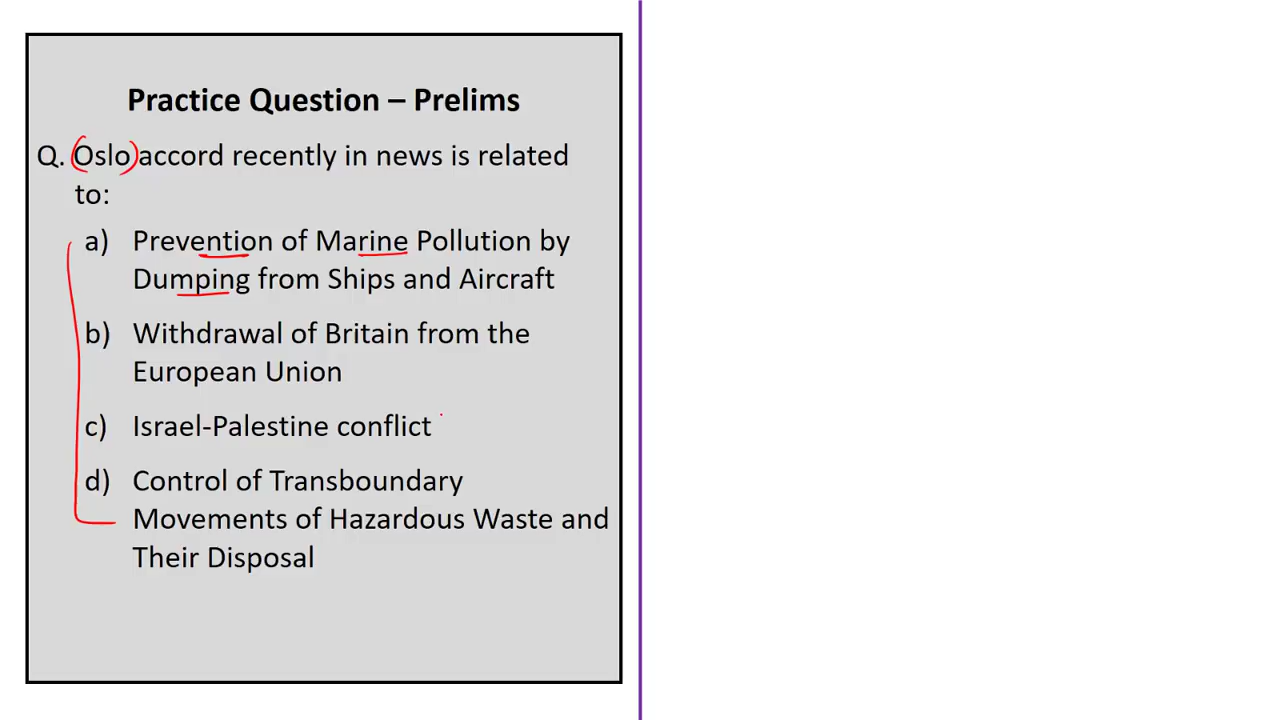 Practice Question – Prelims
Q. Oslo accord recently in news is related
to:
a) Prevention of Marine Pollution by
Dumping from Ships and Aircraft
b) Withdrawal of Britain from the
European Union
c) Israel-Palestine conflict
d) Control of Transboundary
Movements of Hazardous Waste and
Their Disposal